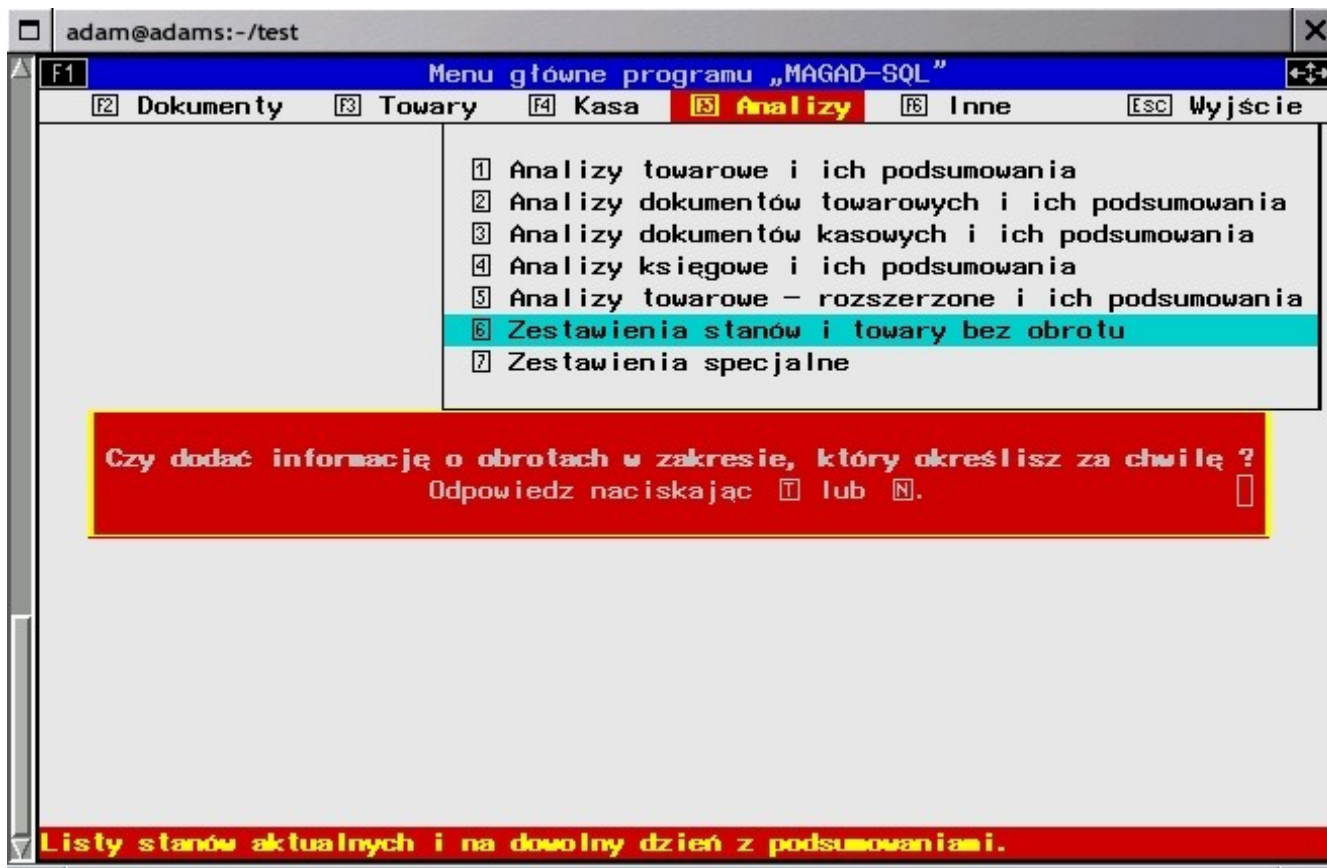 adam@adams:~/test
F1 Menu główne programu „MAGAD-SQL”
F2 Dokumenty F3 Towary F4 Kasa F5 Analizy F6 Inne ESC Wyjście
1 Analizy towarowe i ich podsumowania
2 Analizy dokumentów towarowych i ich podsumowania
3 Analizy dokumentów kasowych i ich podsumowania
4 Analizy księgowe i ich podsumowania
5 Analizy towarowe – rozszerzone i ich podsumowania
6 Zestawienia stanów i towary bez obrotu
7 Zestawienia specjalne
Czy dodać informację o obrotach w zakresie, który określisz za chwilę ?
Odpowiedz naciskając T lub N.
Listy stanów aktualnych i na dowolny dzień z podsumowaniami.